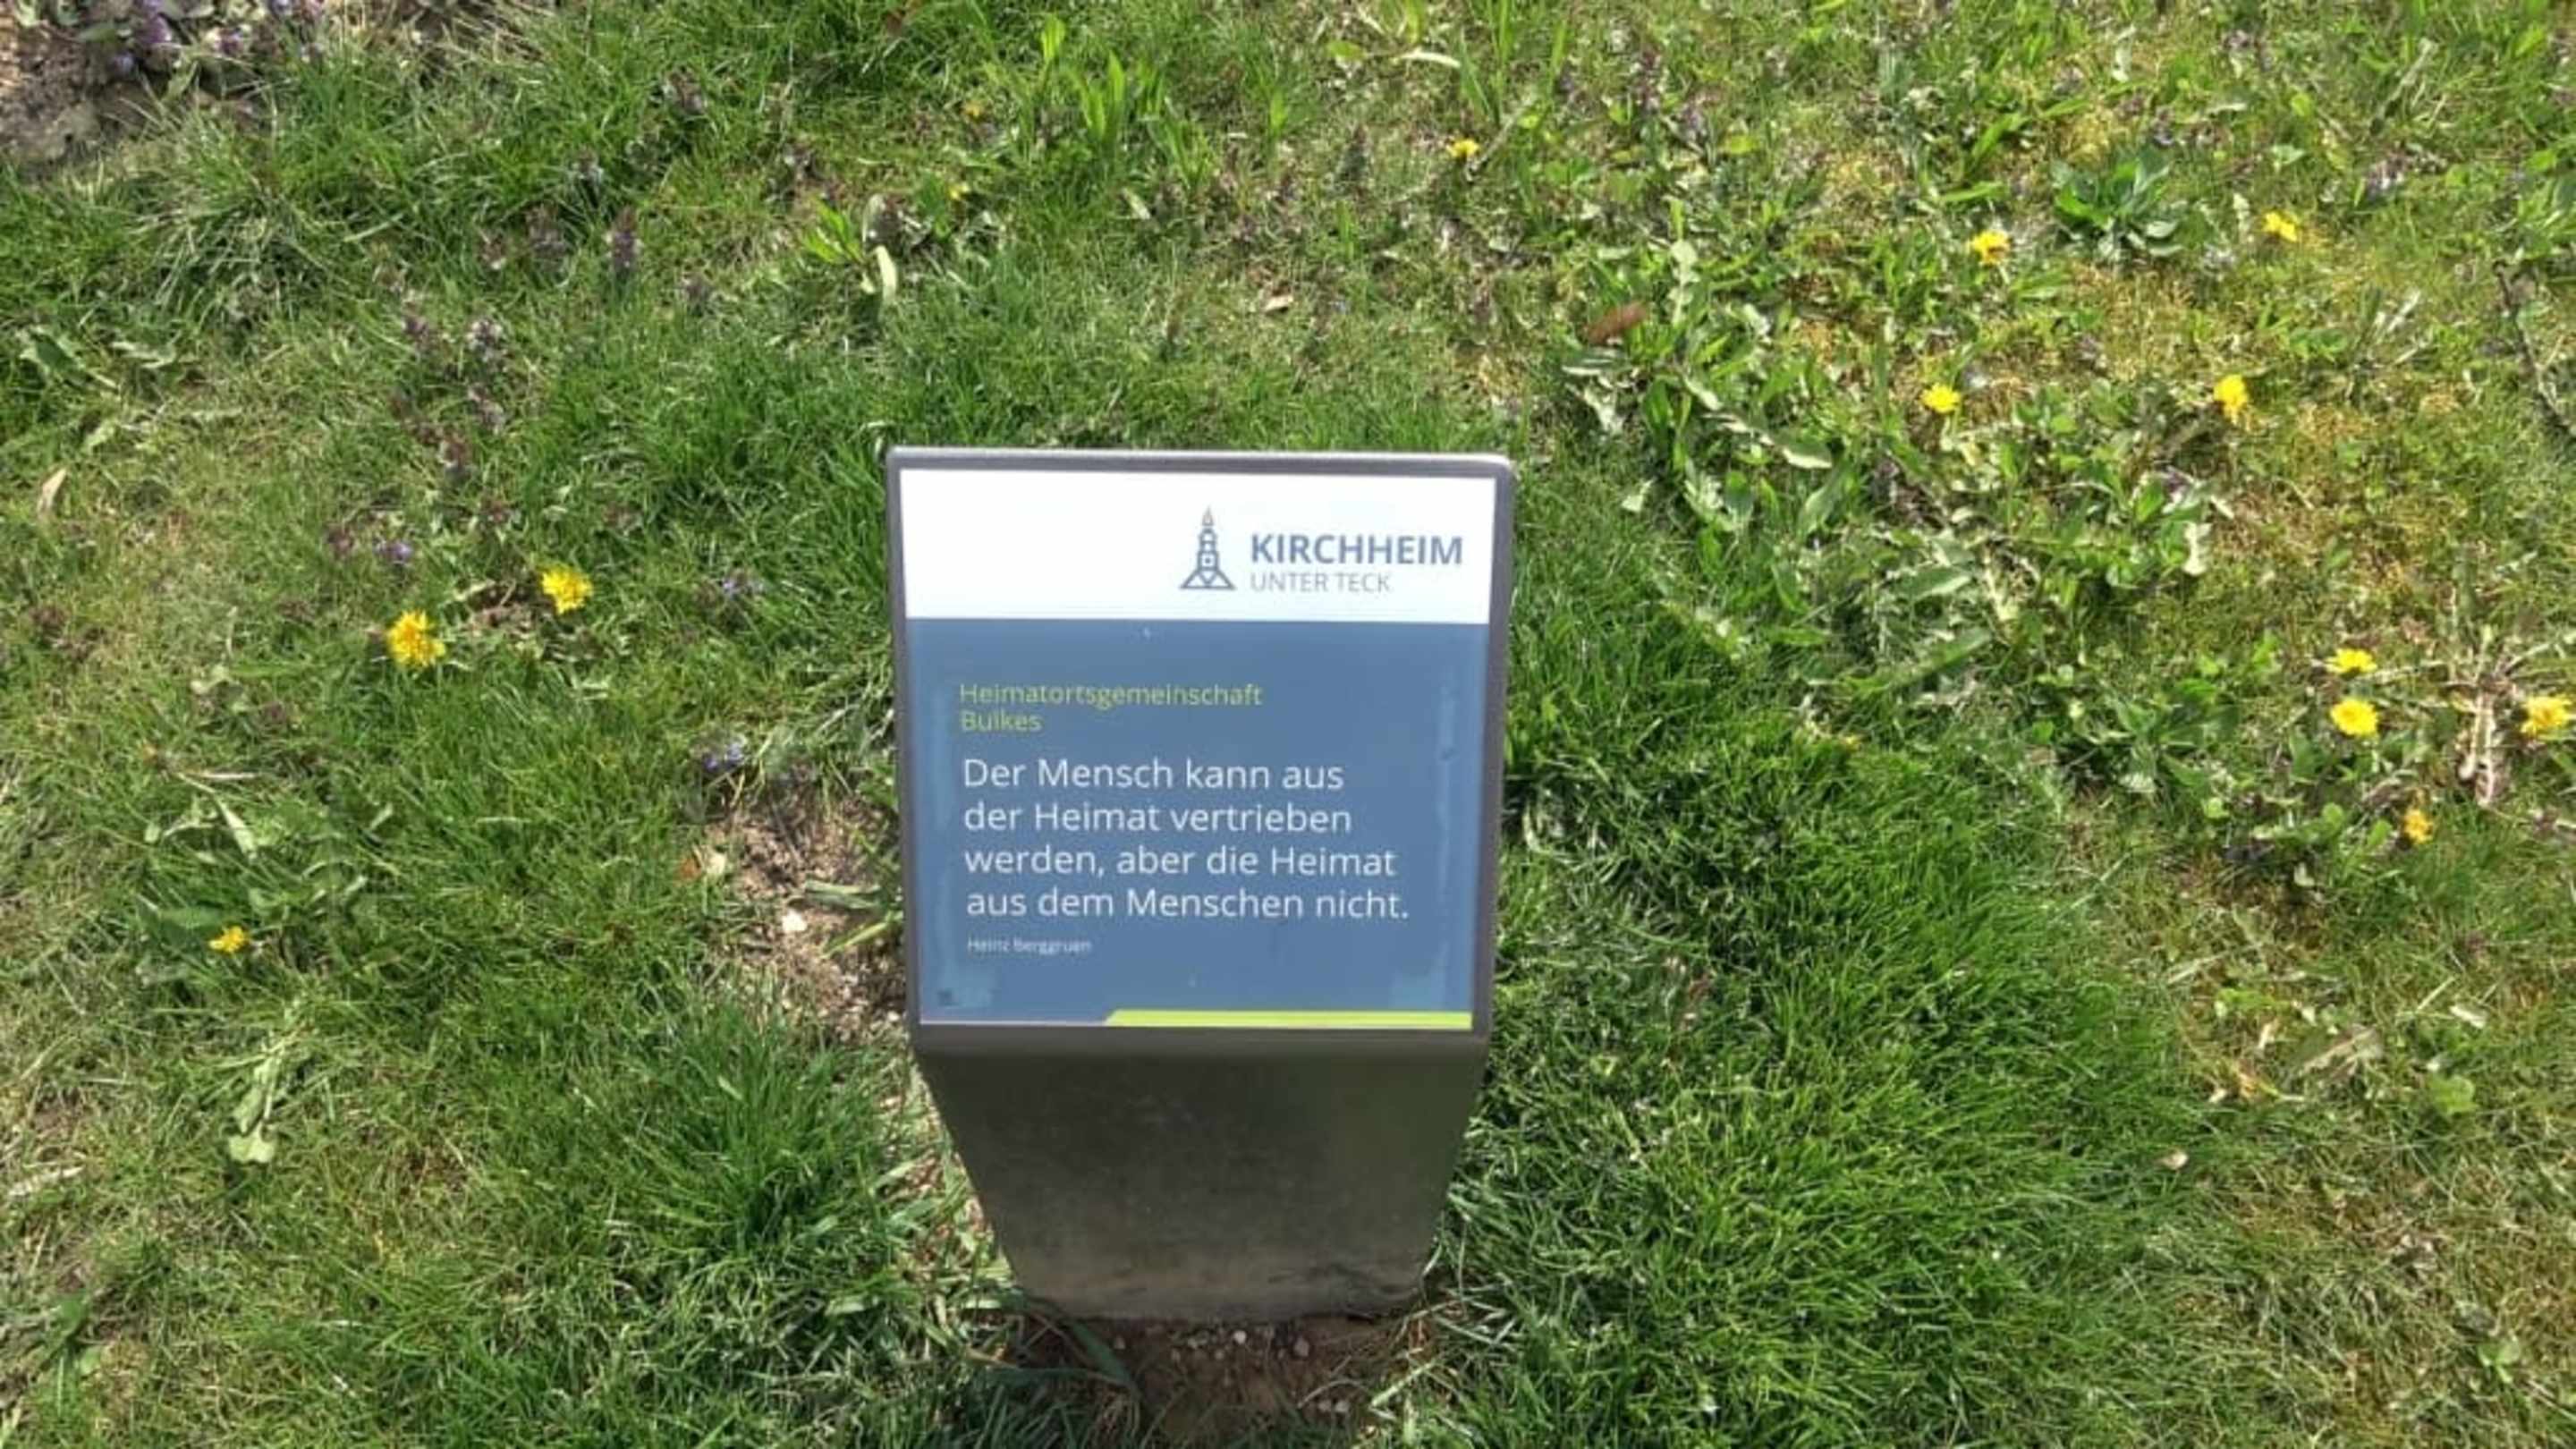 KIRCHHEIM
UNTER TECK
Heimatortsgemeinschaft
Bulkes
Der Mensch kann aus
der Heimat vertrieben
werden, aber die Heimat
aus dem Menschen nicht.
Heinz Berggruen